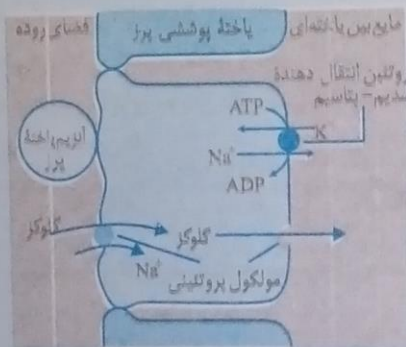 فضای روده
یاختهٔ پوششی پرز
مایع بین یاخته‌ای
روتئین انتقال دهندهٔ
سدیم - پتاسیم
ATP
K
Na⁺
ADP
آنزیم یاختهٔ
پرز
گلوکز
گلوکز
Na⁺
مولکول پروتئینی